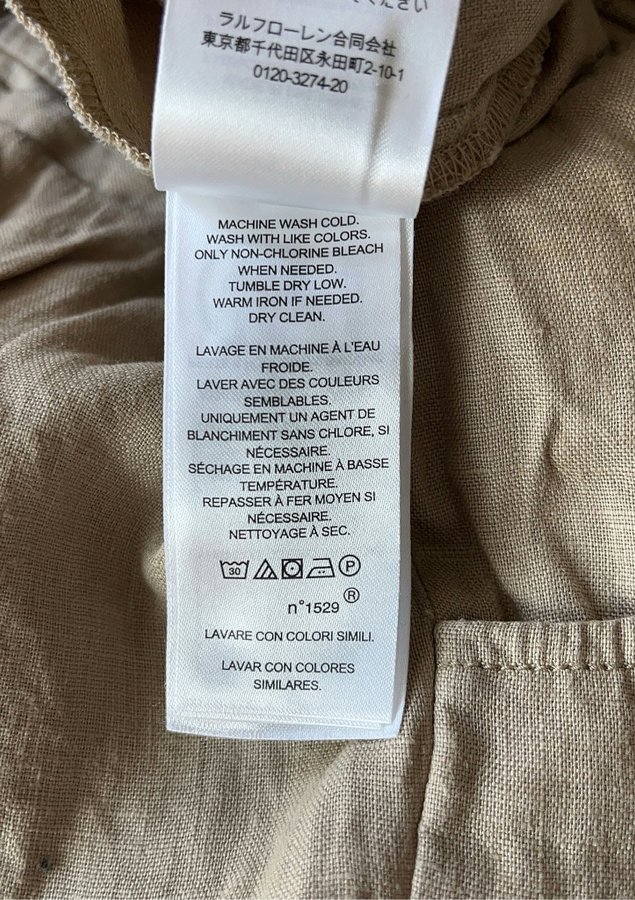 ください
ラルフローレン合同会社
東京都千代田区永田町2-10-1
0120-3274-20
MACHINE WASH COLD.
WASH WITH LIKE COLORS.
ONLY NON-CHLORINE BLEACH
WHEN NEEDED.
TUMBLE DRY LOW.
WARM IRON IF NEEDED.
DRY CLEAN.
LAVAGE EN MACHINE À L'EAU
FROIDE.
LAVER AVEC DES COULEURS
SEMBLABLES.
UNIQUEMENT UN AGENT DE
BLANCHIMENT SANS CHLORE, SI
NÉCESSAIRE.
SÉCHAGE EN MACHINE À BASSE
TEMPÉRATURE.
REPASSER À FER MOYEN SI
NÉCESSAIRE.
NETTOYAGE À SEC.
30 P
n°1529 ®
LAVARE CON COLORI SIMILI.
LAVAR CON COLORES
SIMILARES.